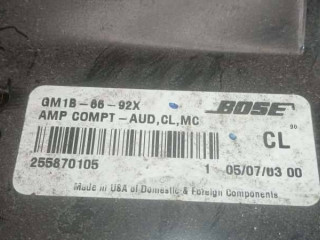 GM1B-66-92X
BOSE
AMP COMPT-AUD,CL,MC
90
CL
255870105
1 05/07/03 00
Made in USA of Domestic & Foreign Components